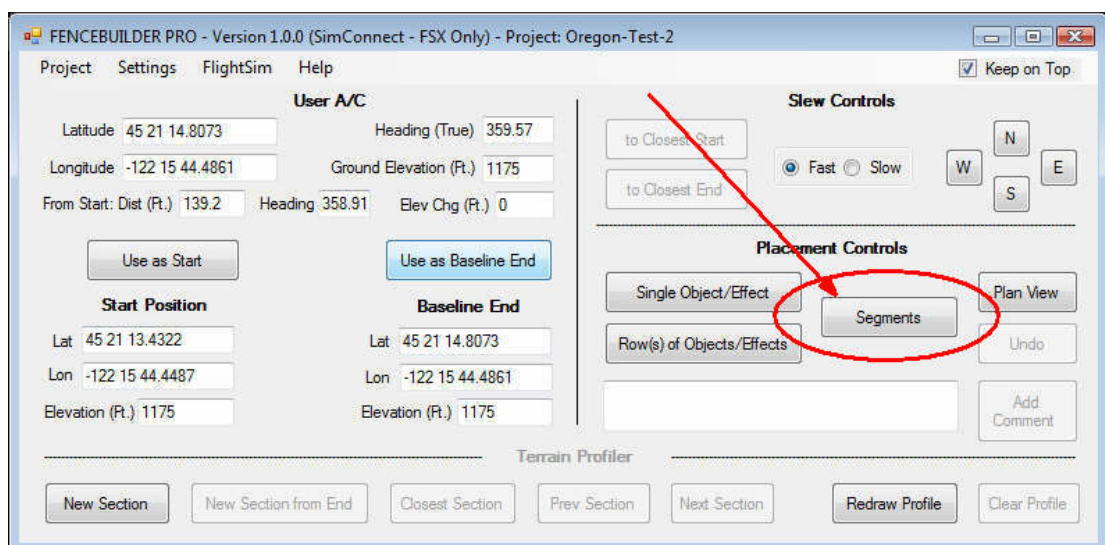 FENCEBUILDER PRO - Version 1.0.0 (SimConnect - FSX Only) - Project: Oregon-Test-2
Project Settings FlightSim Help Keep on Top
User A/C
Latitude 45 21 14.8073 Heading (True) 359.57
Longitude -122 15 44.4861 Ground Elevation (Ft.) 1175
From Start: Dist (Ft.) 139.2 Heading 358.91 Elev Chg (Ft.) 0
Use as Start Use as Baseline End
Start Position Baseline End
Lat 45 21 13.4322 Lat 45 21 14.8073
Lon -122 15 44.4487 Lon -122 15 44.4861
Elevation (Ft.) 1175 Elevation (Ft.) 1175
Slew Controls
to Closest Start
to Closest End
Fast Slow
N
W E
S
Placement Controls
Single Object/Effect Segments Plan View
Row(s) of Objects/Effects Undo
Add
Comment
Terrain Profiler
New Section New Section from End Closest Section Prev Section Next Section Redraw Profile Clear Profile